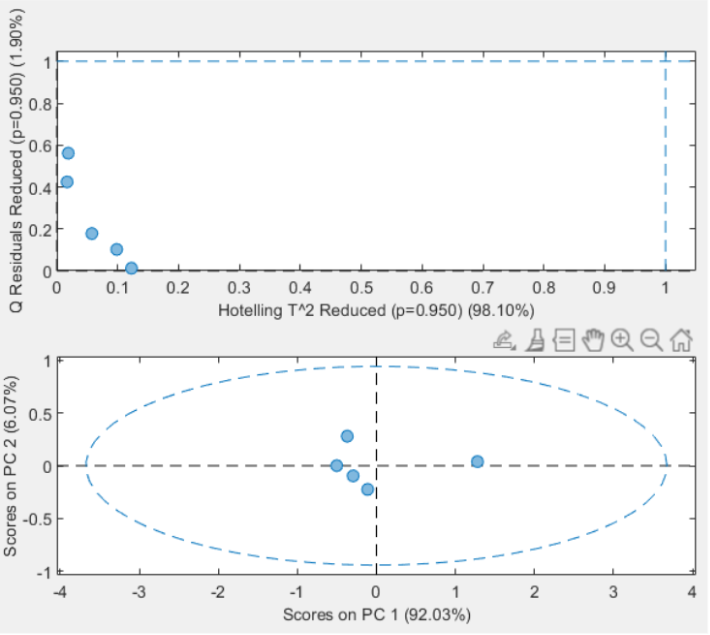 Q Residuals Reduced (p=0.950) (1.90%)
1
0.8
0.6
0.4
0.2
0
0 0.1 0.2 0.3 0.4 0.5 0.6 0.7 0.8 0.9 1
Hotelling T^2 Reduced (p=0.950) (98.10%)
Scores on PC 2 (6.07%)
1
0.5
0
-0.5
-1
-4 -3 -2 -1 0 1 2 3 4
Scores on PC 1 (92.03%)